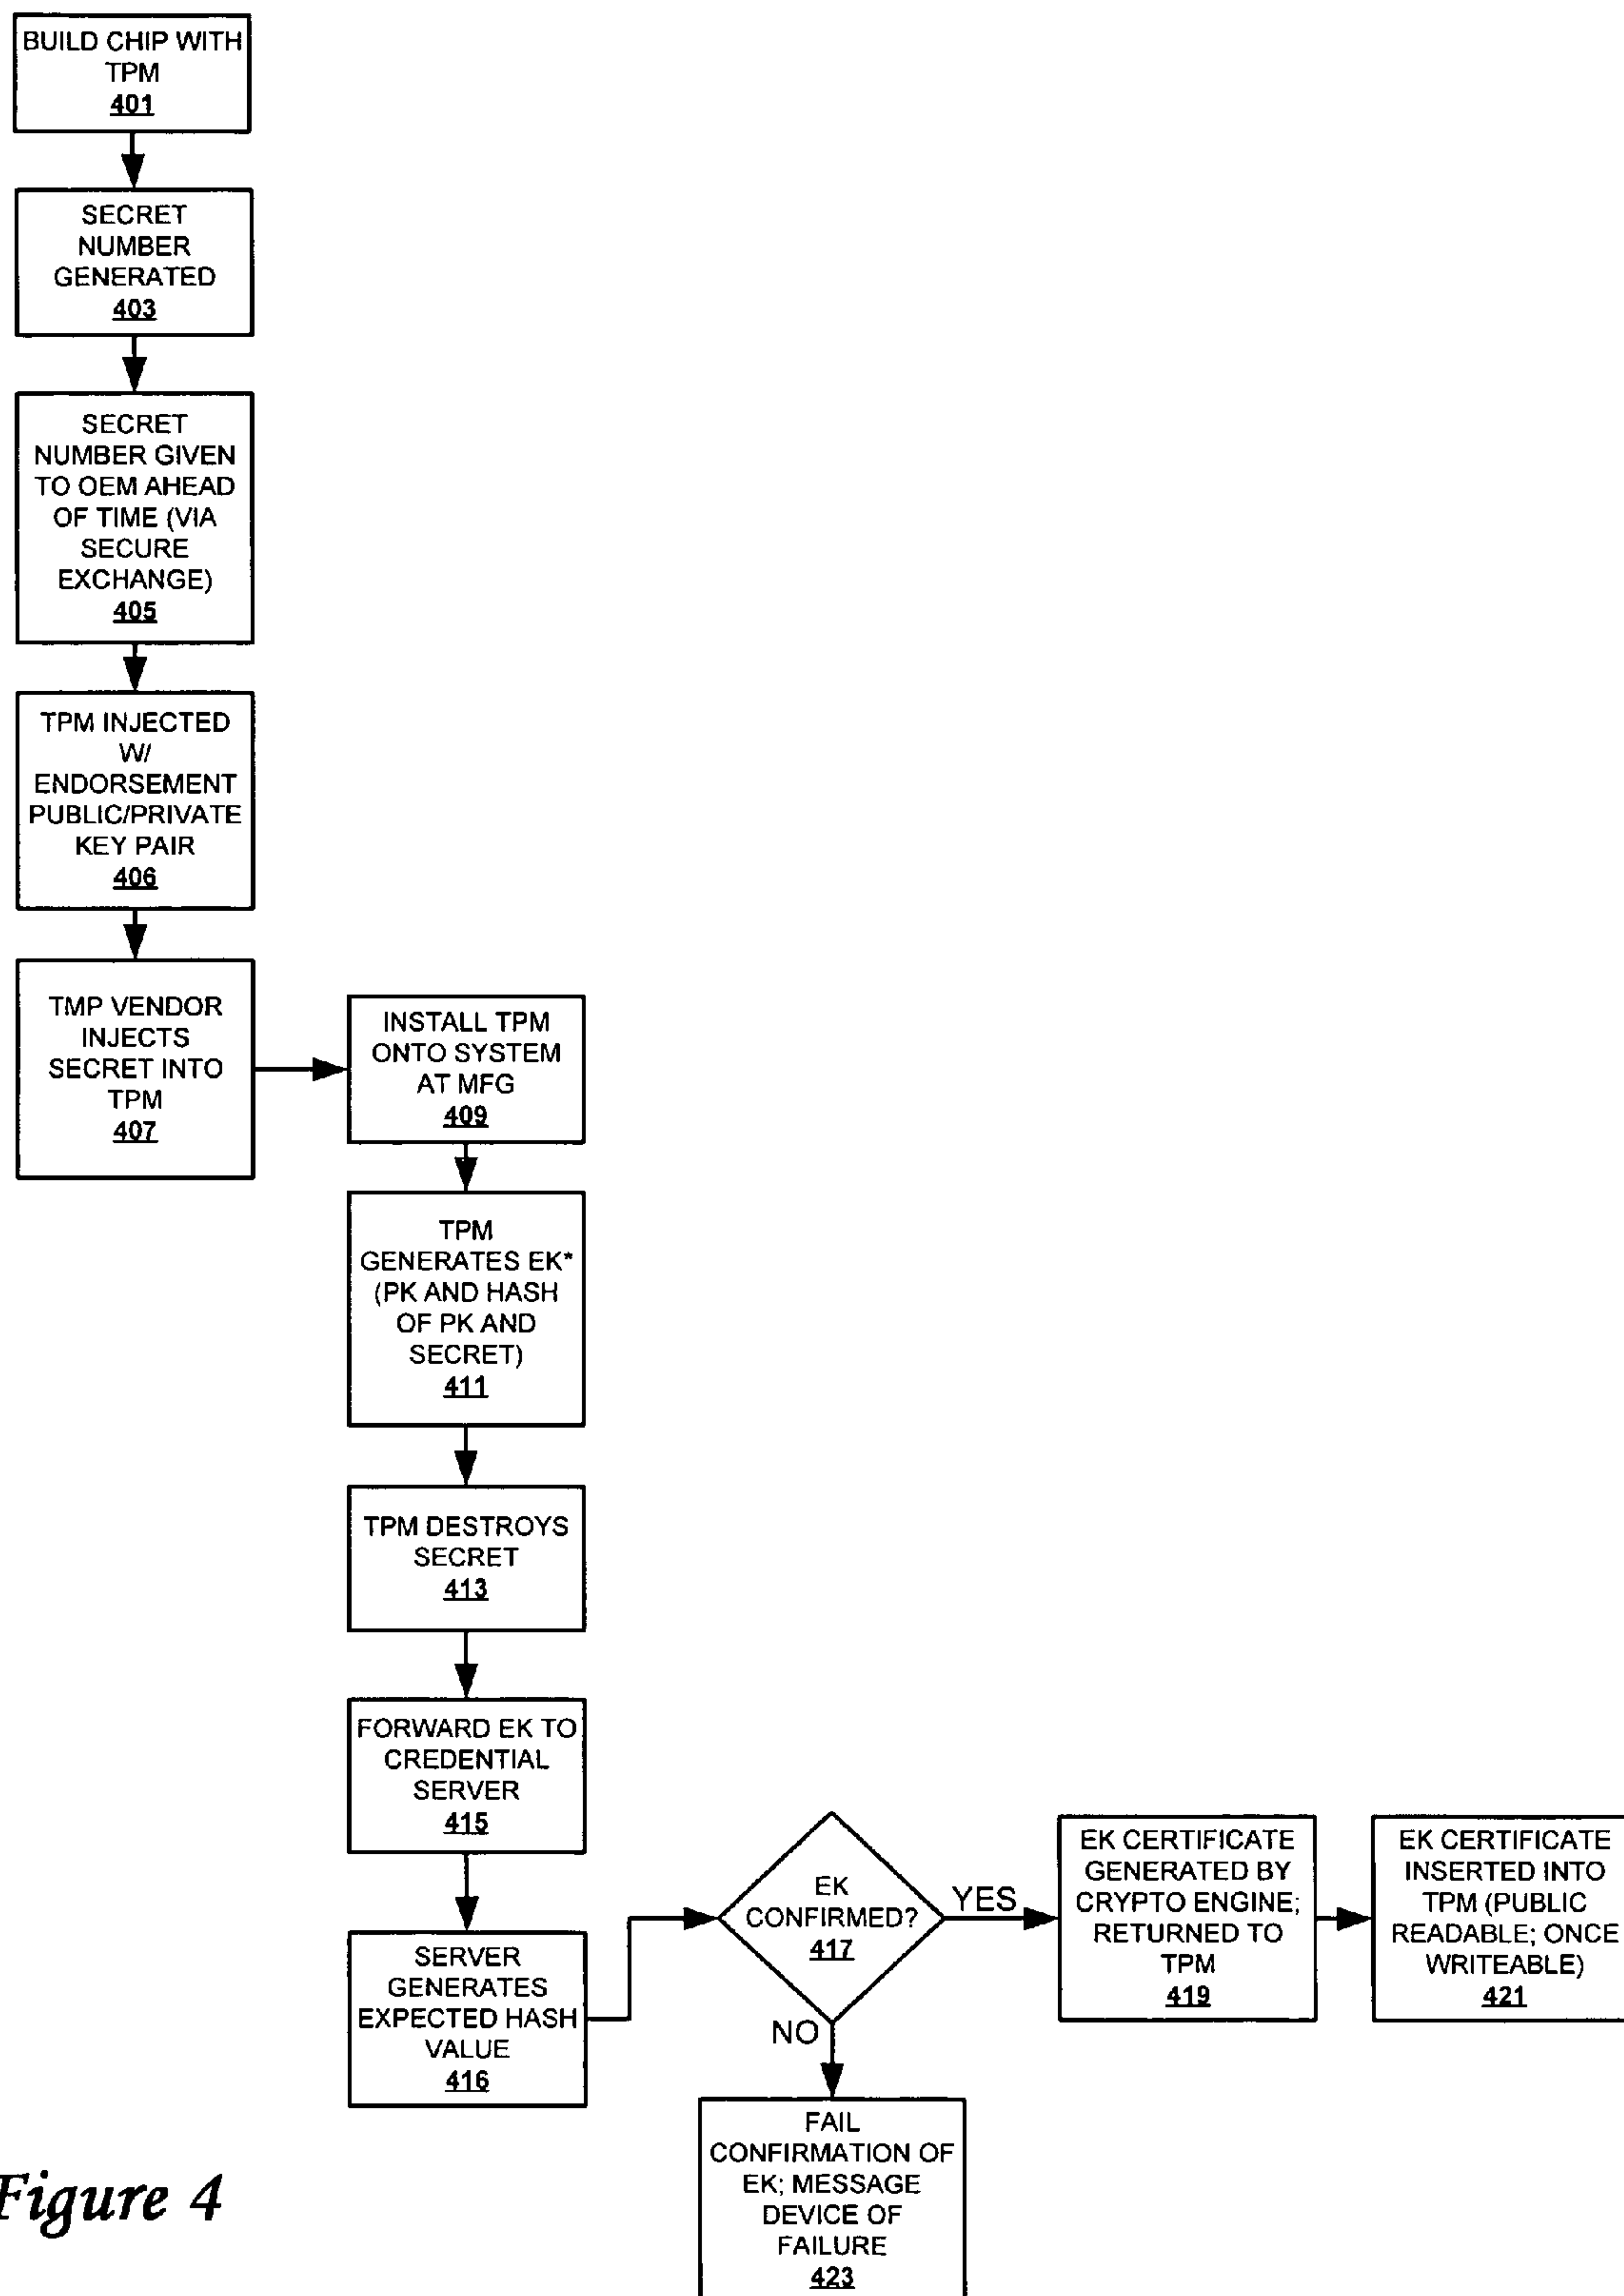 BUILD CHIP WITH
TPM
401
SECRET
NUMBER
GENERATED
403
SECRET
NUMBER GIVEN
TO OEM AHEAD
OF TIME (VIA
SECURE
EXCHANGE)
405
TPM INJECTED
W/
ENDORSEMENT
PUBLIC/PRIVATE
KEY PAIR
406
TMP VENDOR
INJECTS
SECRET INTO
TPM
407
INSTALL TPM
ONTO SYSTEM
AT MFG
409
TPM
GENERATES EK*
(PK AND HASH
OF PK AND
SECRET)
411
TPM DESTROYS
SECRET
413
FORWARD EK TO
CREDENTIAL
SERVER
415
SERVER
GENERATES
EXPECTED HASH
VALUE
416
EK
CONFIRMED?
417
YES
EK CERTIFICATE
GENERATED BY
CRYPTO ENGINE;
RETURNED TO
TPM
419
EK CERTIFICATE
INSERTED INTO
TPM (PUBLIC
READABLE; ONCE
WRITEABLE)
421
NO
FAIL
CONFIRMATION OF
EK; MESSAGE
DEVICE OF
FAILURE
423
Figure 4